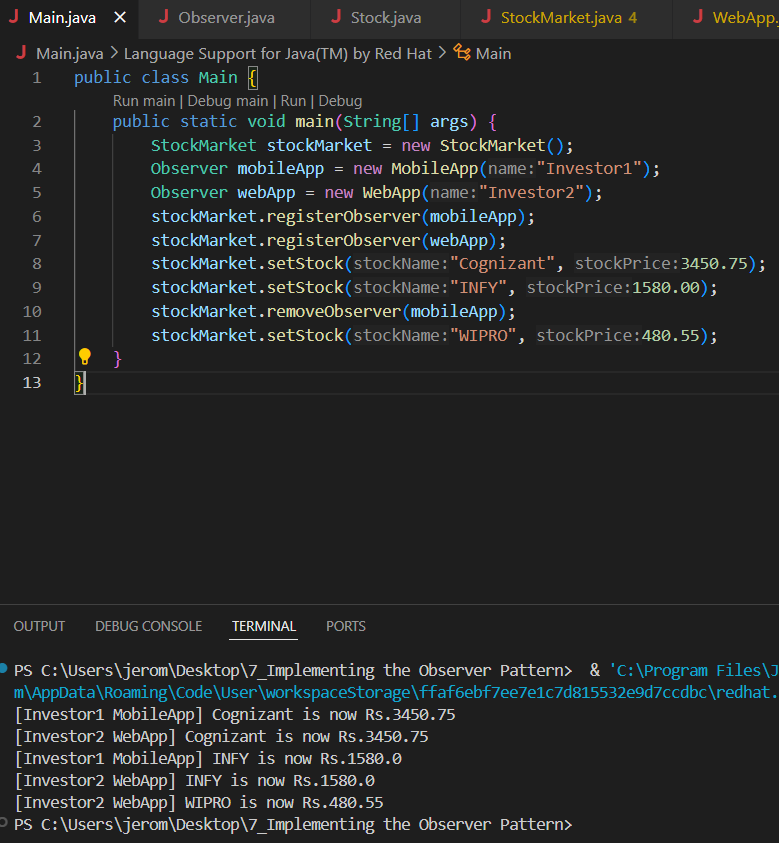 Main.java Observer.java Stock.java StockMarket.java 4 WebApp.
Main.java > Language Support for Java(TM) by Red Hat > Main
1 public class Main {
Run main | Debug main | Run | Debug
2 public static void main(String[] args) {
3 StockMarket stockMarket = new StockMarket();
4 Observer mobileApp = new MobileApp(name:"Investor1");
5 Observer webApp = new WebApp(name:"Investor2");
6 stockMarket.registerObserver(mobileApp);
7 stockMarket.registerObserver(webApp);
8 stockMarket.setStock(stockName:"Cognizant", stockPrice:3450.75);
9 stockMarket.setStock(stockName:"INFY", stockPrice:1580.00);
10 stockMarket.removeObserver(mobileApp);
11 stockMarket.setStock(stockName:"WIPRO", stockPrice:480.55);
12 }
13 }
OUTPUT DEBUG CONSOLE TERMINAL PORTS
PS C:\Users\jerom\Desktop\7_Implementing the Observer Pattern> & 'C:\Program Files\J
m\AppData\Roaming\Code\User\workspaceStorage\ffaf6ebf7ee7e1c7d815532e9d7ccdbc\redhat.
[Investor1 MobileApp] Cognizant is now Rs.3450.75
[Investor2 WebApp] Cognizant is now Rs.3450.75
[Investor1 MobileApp] INFY is now Rs.1580.0
[Investor2 WebApp] INFY is now Rs.1580.0
[Investor2 WebApp] WIPRO is now Rs.480.55
PS C:\Users\jerom\Desktop\7_Implementing the Observer Pattern>